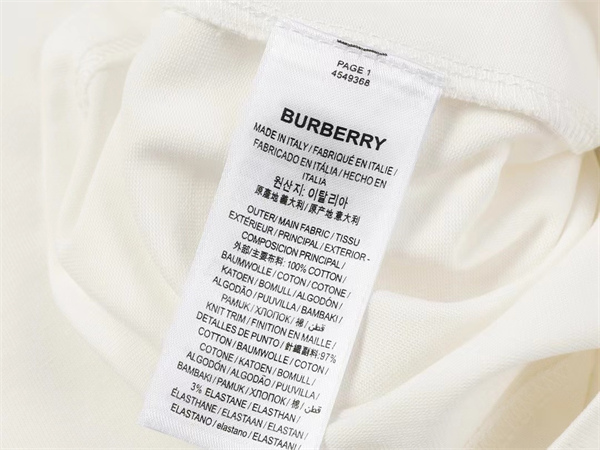 PAGE 1
4549368
BURBERRY
MADE IN ITALY / FABRIQUÉ EN ITALIE /
FABRICADO EN ITÁLIA / HECHO EN
ITALIA
원산지: 이탈리아
原產地 義大利 / 原产地 意大利
OUTER / MAIN FABRIC / TISSU
EXTÉRIEUR / PRINCIPAL / EXTERIOR -
COMPOSICION PRINCIPAL /
外部/主要布料: 100% COTTON /
BAUMWOLLE / COTON / COTONE /
KATOEN / BOMULL / ALGODÓN /
ALGODÃO / PUUVILLA / BAMBAKI /
PAMUK / ХЛОПОК / 棉 / قطن /
KNIT TRIM / FINITION EN MAILLE /
DETALLES DE PUNTO / 針織副料: 97%
COTTON / BAUMWOLLE / COTON /
COTONE / KATOEN / BOMULL /
ALGODÓN / ALGODÃO / PUUVILLA /
BAMBAKI / PAMUK / ХЛОПОК / 棉 / قطن /
3% ELASTANE / ELASTHAN /
ÉLASTHANNE / ELASTAAN / ELASTAN /
ELASTANO / elastano / ELASTAANI /